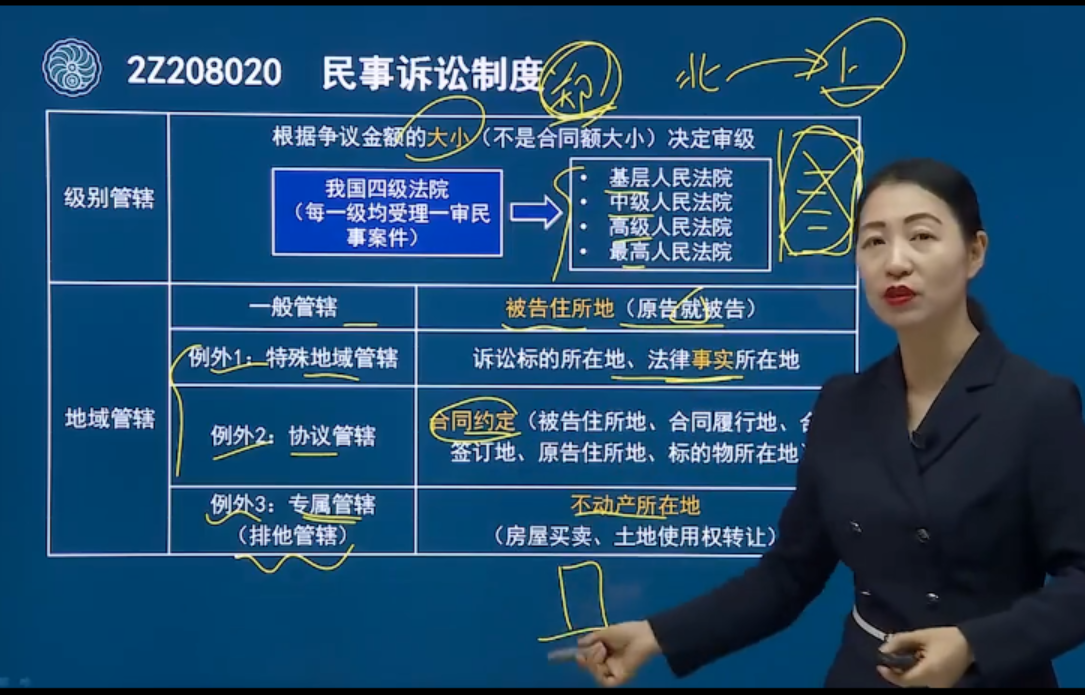 2Z208020 民事诉讼制度
郑
北 上
级别管辖
根据争议金额的大小（不是合同额大小）决定审级
我国四级法院
（每一级均受理一审民
事案件）
• 基层人民法院
• 中级人民法院
• 高级人民法院
• 最高人民法院
地域管辖
一般管辖
被告住所地（原告就被告）
例外1：特殊地域管辖
诉讼标的所在地、法律事实所在地
例外2：协议管辖
合同约定（被告住所地、合同履行地、
签订地、原告住所地、标的物所在地
例外3：专属管辖
（排他管辖）
不动产所在地
（房屋买卖、土地使用权转让）